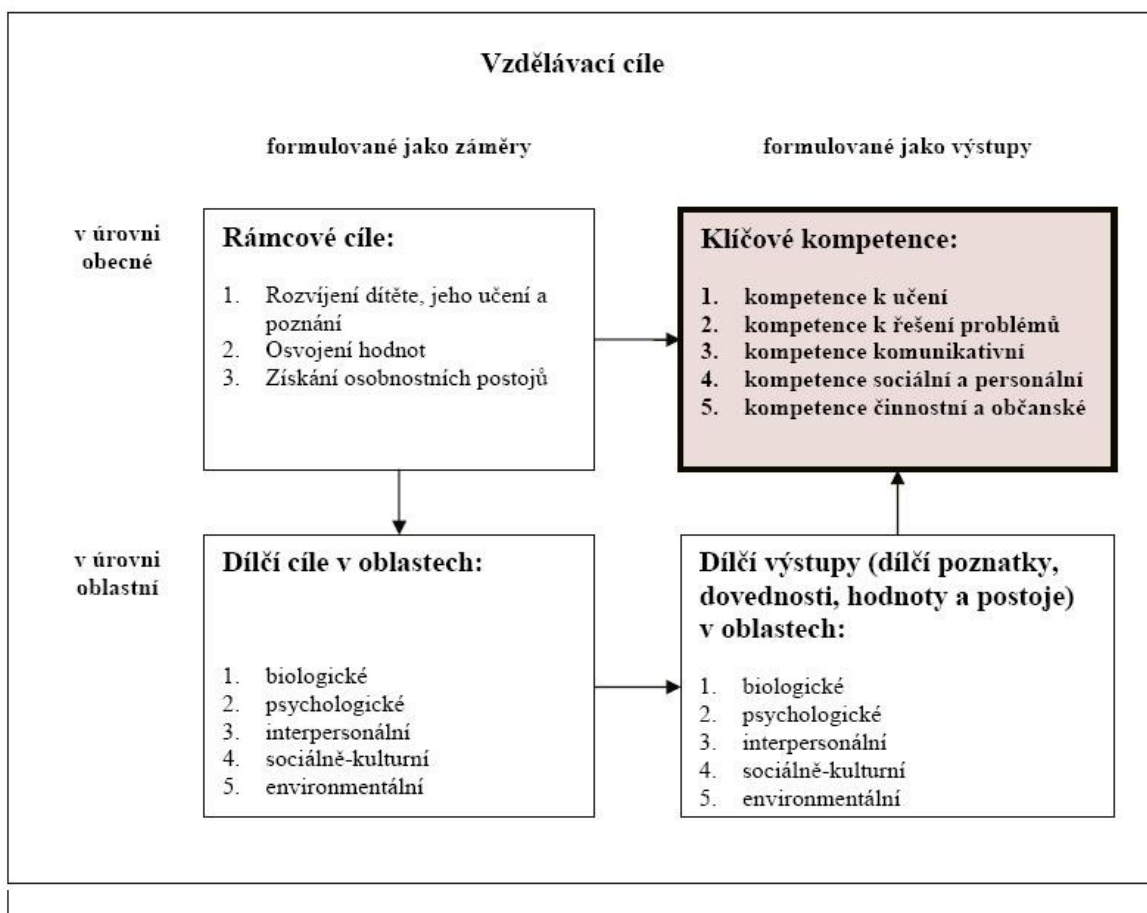 Vzdělávací cíle
formulované jako záměry
formulované jako výstupy
v úrovni
obecné
Rámcové cíle:
1. Rozvíjení dítěte, jeho učení a
poznání
2. Osvojení hodnot
3. Získání osobnostních postojů
Klíčové kompetence:
1. kompetence k učení
2. kompetence k řešení problémů
3. kompetence komunikativní
4. kompetence sociální a personální
5. kompetence činnostní a občanské
v úrovni
oblastní
Dílčí cíle v oblastech:
1. biologické
2. psychologické
3. interpersonální
4. sociálně-kulturní
5. environmentální
Dílčí výstupy (dílčí poznatky,
dovednosti, hodnoty a postoje)
v oblastech:
1. biologické
2. psychologické
3. interpersonální
4. sociálně-kulturní
5. environmentální